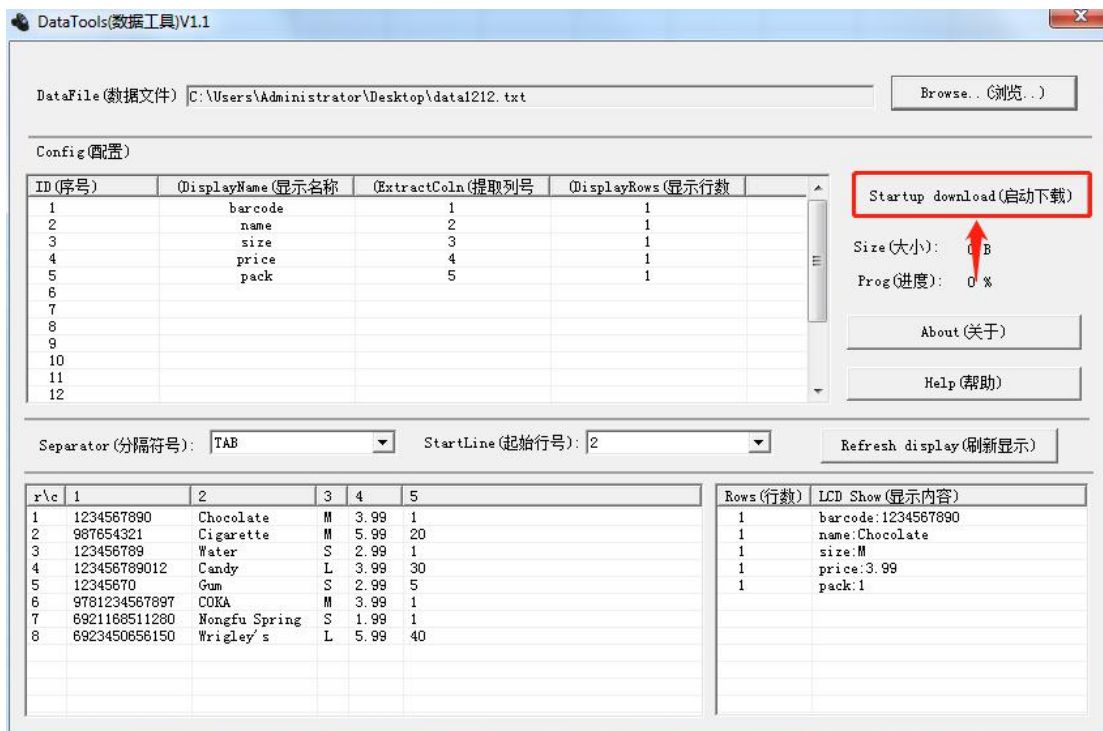 DataTools(数据工具)V1.1
DataFile(数据文件) C:\Users\Administrator\Desktop\data1212.txt Browse..(浏览..)
Config(配置)
ID(序号) (DisplayName(显示名称 (ExtractColn(提取列号 (DisplayRows(显示行数
1 barcode 1 1
2 name 2 1
3 size 3 1
4 price 4 1
5 pack 5 1
6
7
8
9
10
11
12
Startup download(启动下载)
Size(大小): 0 B
Prog(进度): 0 %
About(关于)
Help(帮助)
Separator(分隔符号): TAB StartLine(起始行号): 2 Refresh display(刷新显示)
r\c 1 2 3 4 5
1 1234567890 Chocolate M 3.99 1
2 987654321 Cigarette M 5.99 20
3 123456789 Water S 2.99 1
4 123456789012 Candy L 3.99 30
5 12345670 Gum S 2.99 5
6 9781234567897 COKA M 3.99 1
7 6921168511280 Nongfu Spring S 1.99 1
8 6923450656150 Wrigley's L 5.99 40
Rows(行数) LCD Show(显示内容)
1 barcode:1234567890
1 name:Chocolate
1 size:M
1 price:3.99
1 pack:1